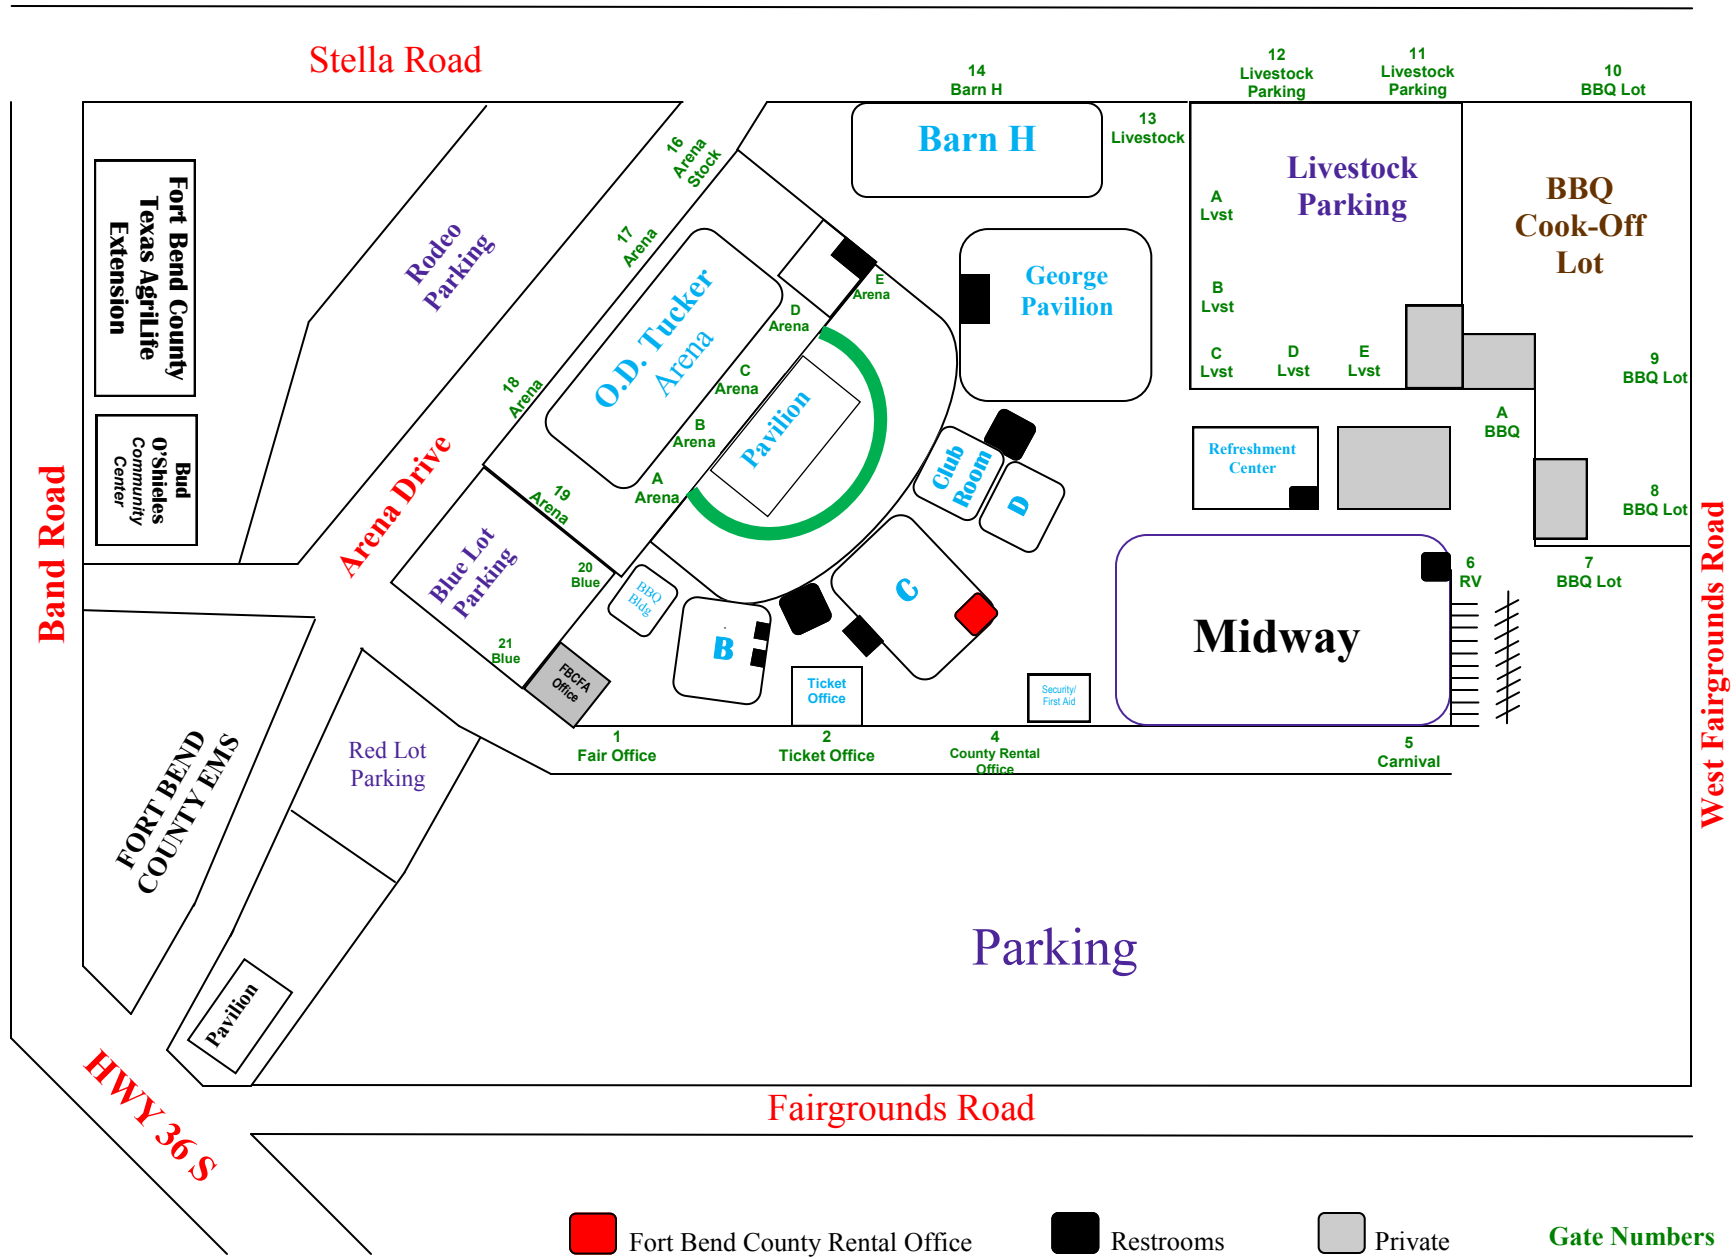 Stella Road
14
Barn H
12
Livestock
Parking
11
Livestock
Parking
10
BBQ Lot
13
Livestock
16
Arena
Stock
17
Arena
18
Arena
19
Arena
20
Blue
21
Blue
Barn H
Livestock
Parking
BBQ
Cook-Off
Lot
Fort Bend County
Texas AgriLife
Extension
Bud
O'Shieles
Community
Center
Rodeo
Parking
O.D. Tucker
Arena
E
Arena
D
Arena
C
Arena
B
Arena
A
Arena
Pavilion
George
Pavilion
A
Lvst
B
Lvst
C
Lvst
D
Lvst
E
Lvst
9
BBQ Lot
A
BBQ
8
BBQ Lot
7
BBQ Lot
6
RV
Refreshment
Center
Club
Room
D
C
B
BBQ
Bldg
Blue Lot
Parking
FBCFA
Office
Ticket
Office
Security/
First Aid
Midway
Arena Drive
Band Road
West Fairgrounds Road
1
Fair Office
2
Ticket Office
4
County Rental
Office
5
Carnival
Red Lot
Parking
FORT BEND
COUNTY EMS
Pavilion
Parking
HWY 36 S
Fairgrounds Road
Fort Bend County Rental Office
Restrooms
Private
Gate Numbers